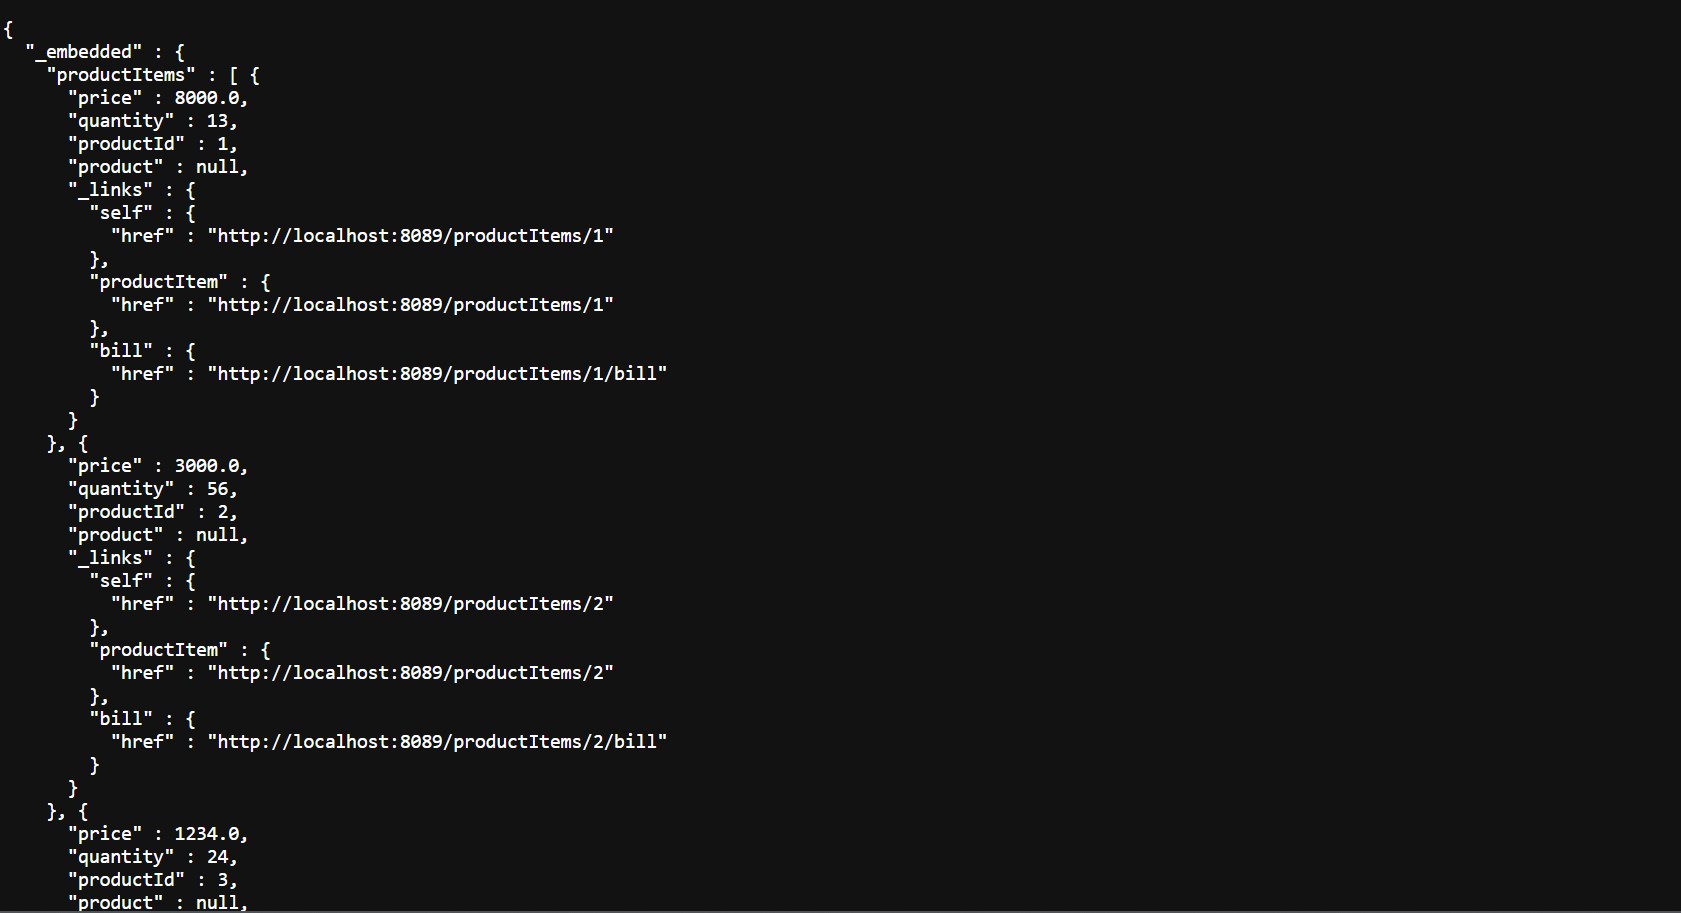 {
  "_embedded" : {
    "productItems" : [ {
      "price" : 8000.0,
      "quantity" : 13,
      "productId" : 1,
      "product" : null,
      "_links" : {
        "self" : {
          "href" : "http://localhost:8089/productItems/1"
        },
        "productItem" : {
          "href" : "http://localhost:8089/productItems/1"
        },
        "bill" : {
          "href" : "http://localhost:8089/productItems/1/bill"
        }
      }
    }, {
      "price" : 3000.0,
      "quantity" : 56,
      "productId" : 2,
      "product" : null,
      "_links" : {
        "self" : {
          "href" : "http://localhost:8089/productItems/2"
        },
        "productItem" : {
          "href" : "http://localhost:8089/productItems/2"
        },
        "bill" : {
          "href" : "http://localhost:8089/productItems/2/bill"
        }
      }
    }, {
      "price" : 1234.0,
      "quantity" : 24,
      "productId" : 3,
      "product" : null,